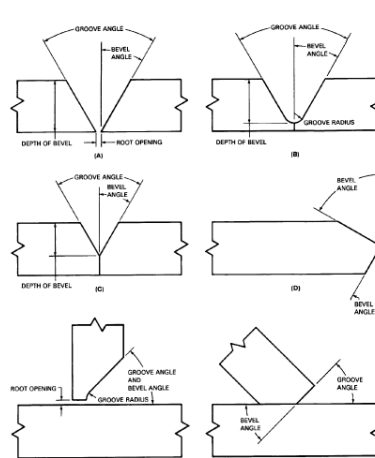 GROOVE ANGLE
BEVEL
ANGLE
DEPTH OF BEVEL
ROOT OPENING
(A)
GROOVE ANGLE
BEVEL
ANGLE
GROOVE RADIUS
DEPTH OF BEVEL
(B)
GROOVE ANGLE
BEVEL
ANGLE
DEPTH OF BEVEL
(C)
BEVEL
ANGLE
(D)
BEVEL
ANGLE
ROOT OPENING
GROOVE ANGLE
AND
BEVEL ANGLE
GROOVE RADIUS
GROOVE
ANGLE
BEVEL
ANGLE